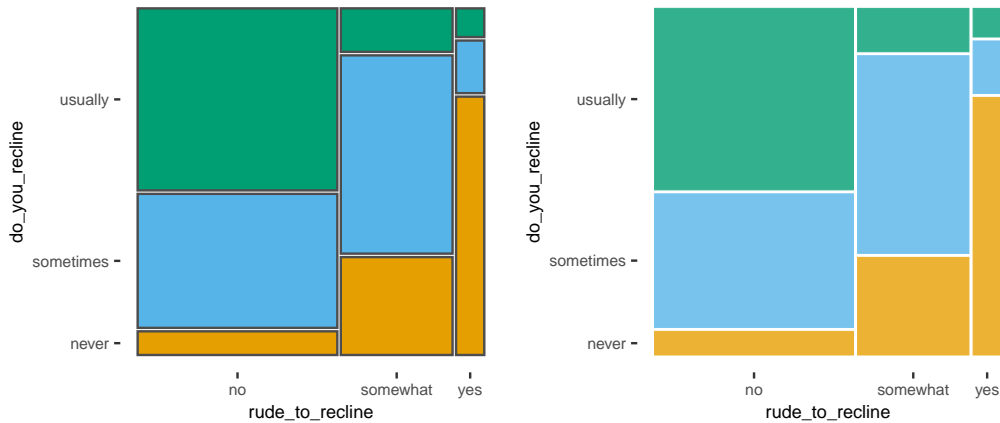 usually
sometimes
never
do_you_recline
no
somewhat
yes
rude_to_recline
usually
sometimes
never
do_you_recline
no
somewhat
yes
rude_to_recline